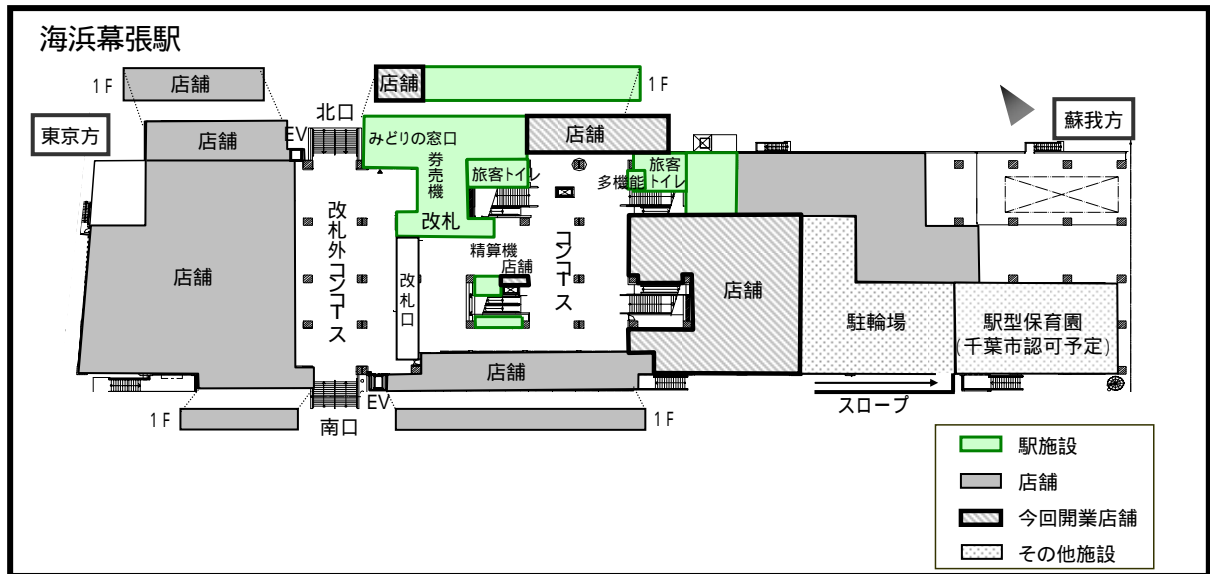 海浜幕張駅
1F
店舗
店舗
1F
東京方
店舗
EV
北口
みどりの窓口
券売機
店舗
蘇我方
旅客トイレ
多機能
旅客
トイレ
改札
改札外コンコース
精算機
店舗
コンコース
店舗
改札口
店舗
駐輪場
駅型保育園
(千葉市認可予定)
店舗
EV
スロープ
1F
南口
1F
駅施設
店舗
今回開業店舗
その他施設